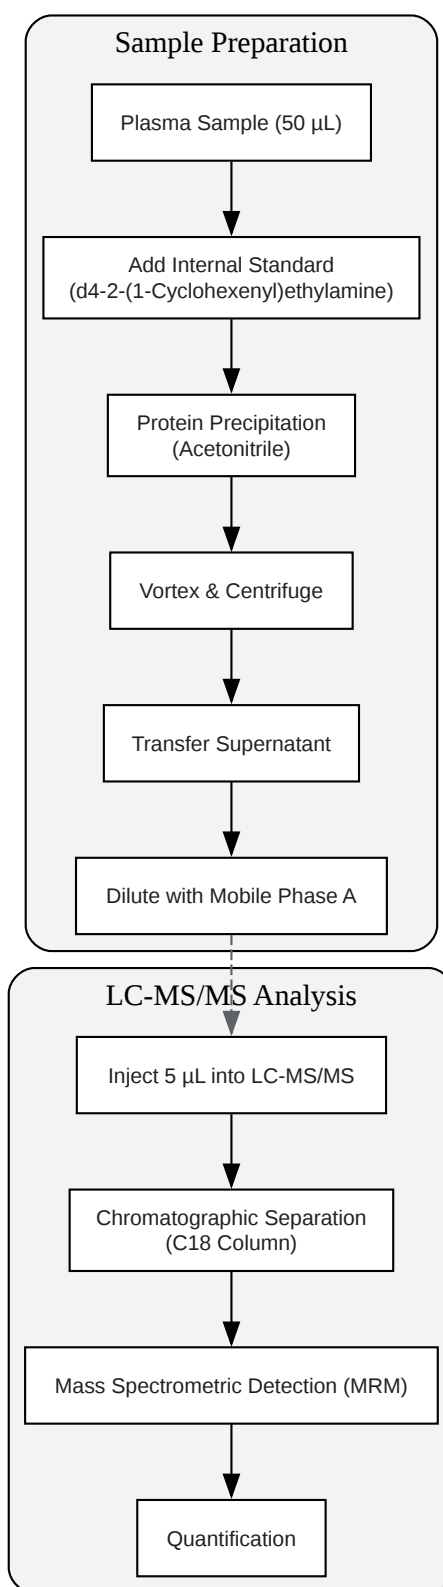 Sample Preparation
Plasma Sample (50 µL)
Add Internal Standard
(d4-2-(1-Cyclohexenyl)ethylamine)
Protein Precipitation
(Acetonitrile)
Vortex & Centrifuge
Transfer Supernatant
Dilute with Mobile Phase A
LC-MS/MS Analysis
Inject 5 µL into LC-MS/MS
Chromatographic Separation
(C18 Column)
Mass Spectrometric Detection (MRM)
Quantification